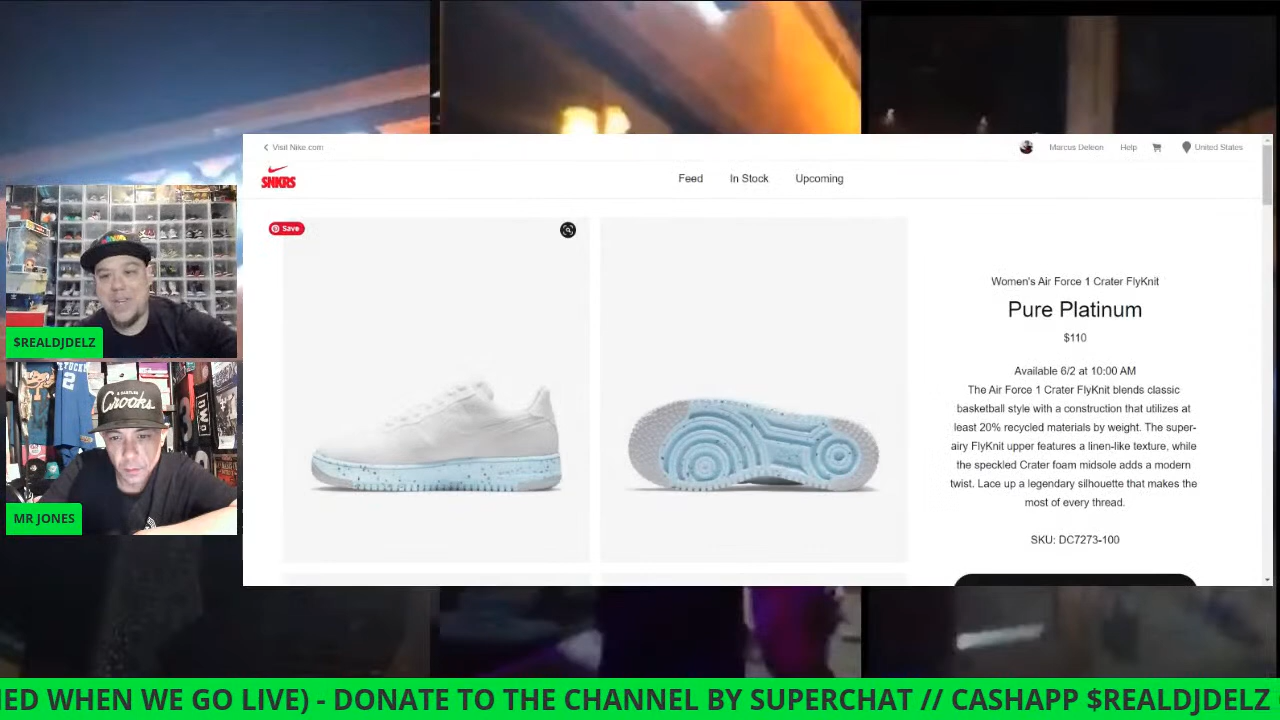 Visit Nike.com
Marcus Deleon
Help
United States
SNKRS
Feed
In Stock
Upcoming
Save
Women's Air Force 1 Crater FlyKnit
Pure Platinum
$110
Available 6/2 at 10:00 AM
The Air Force 1 Crater FlyKnit blends classic
basketball style with a construction that utilizes at
least 20% recycled materials by weight. The super-
airy FlyKnit upper features a linen-like texture, while
the speckled Crater foam midsole adds a modern
twist. Lace up a legendary silhouette that makes the
most of every thread.
SKU: DC7273-100
$REALDJDELZ
Crooks
2
nWo
MR JONES
IED WHEN WE GO LIVE) - DONATE TO THE CHANNEL BY SUPERCHAT // CASHAPP $REALDJDELZ